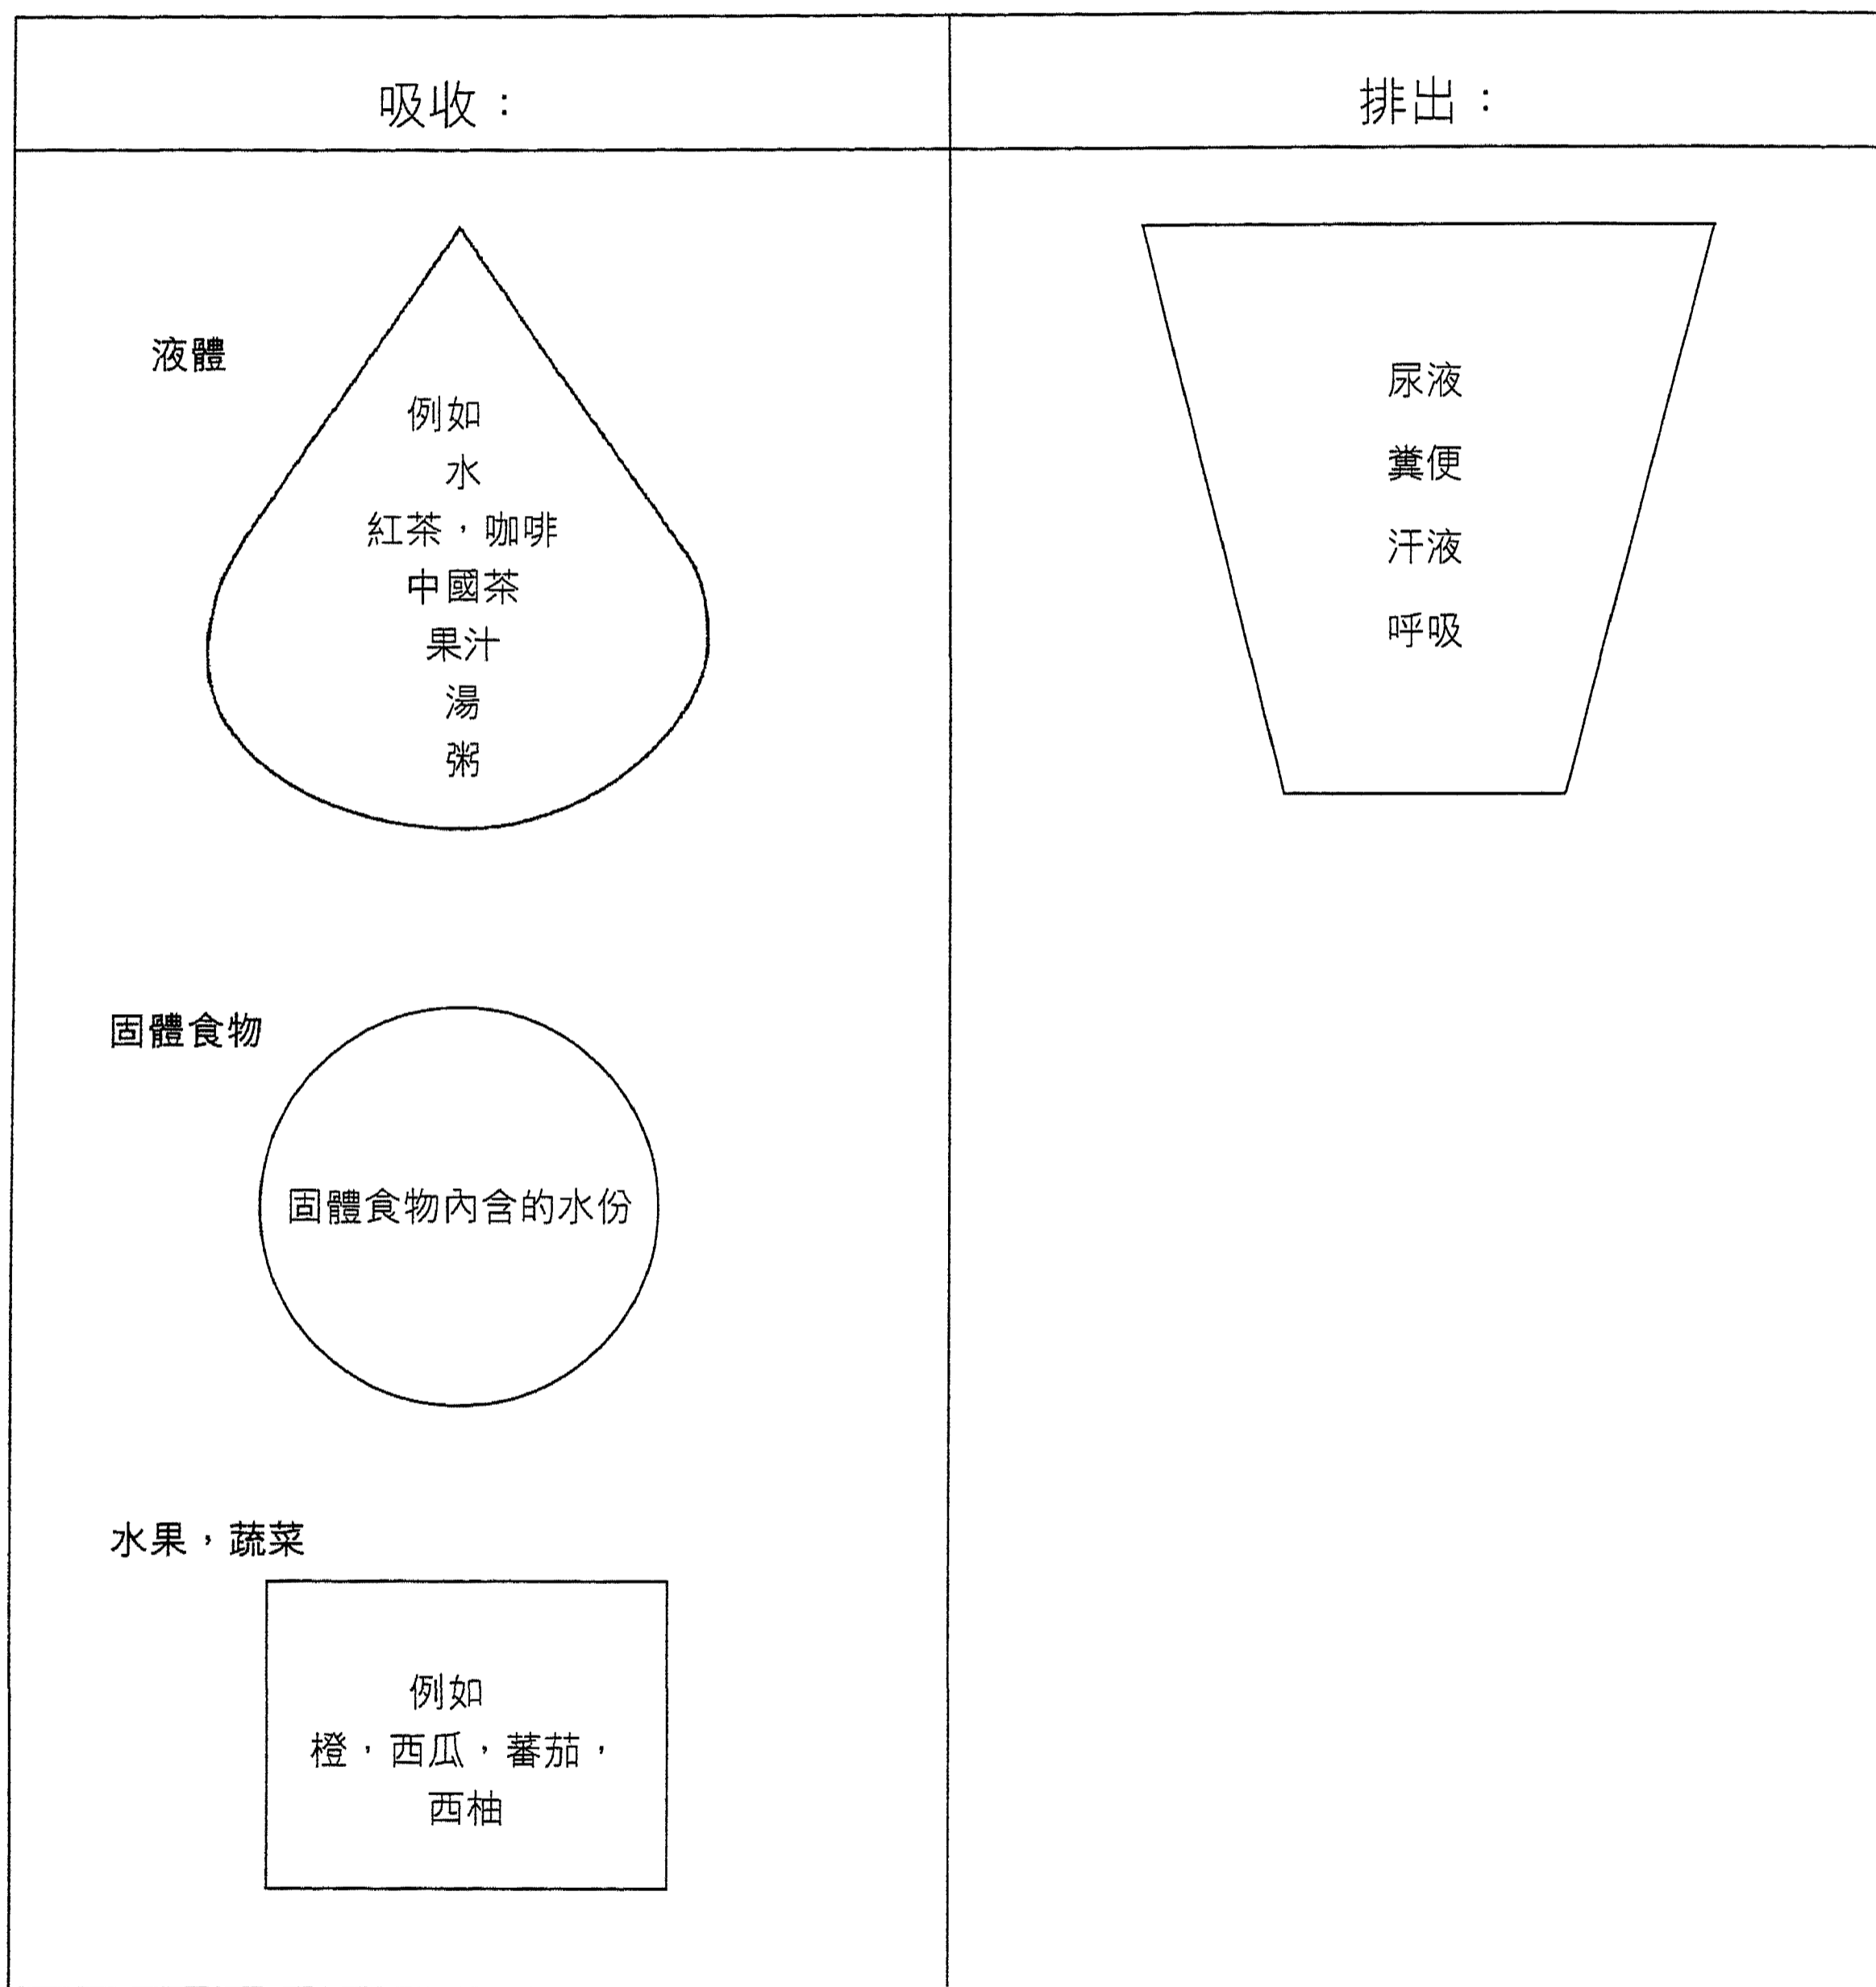 吸收：
排出：
液體
例如
水
紅茶，咖啡
中國茶
果汁
湯
粥
固體食物
固體食物內含的水份
水果，蔬菜
例如
橙，西瓜，蕃茄，
西柚
尿液
糞便
汗液
呼吸